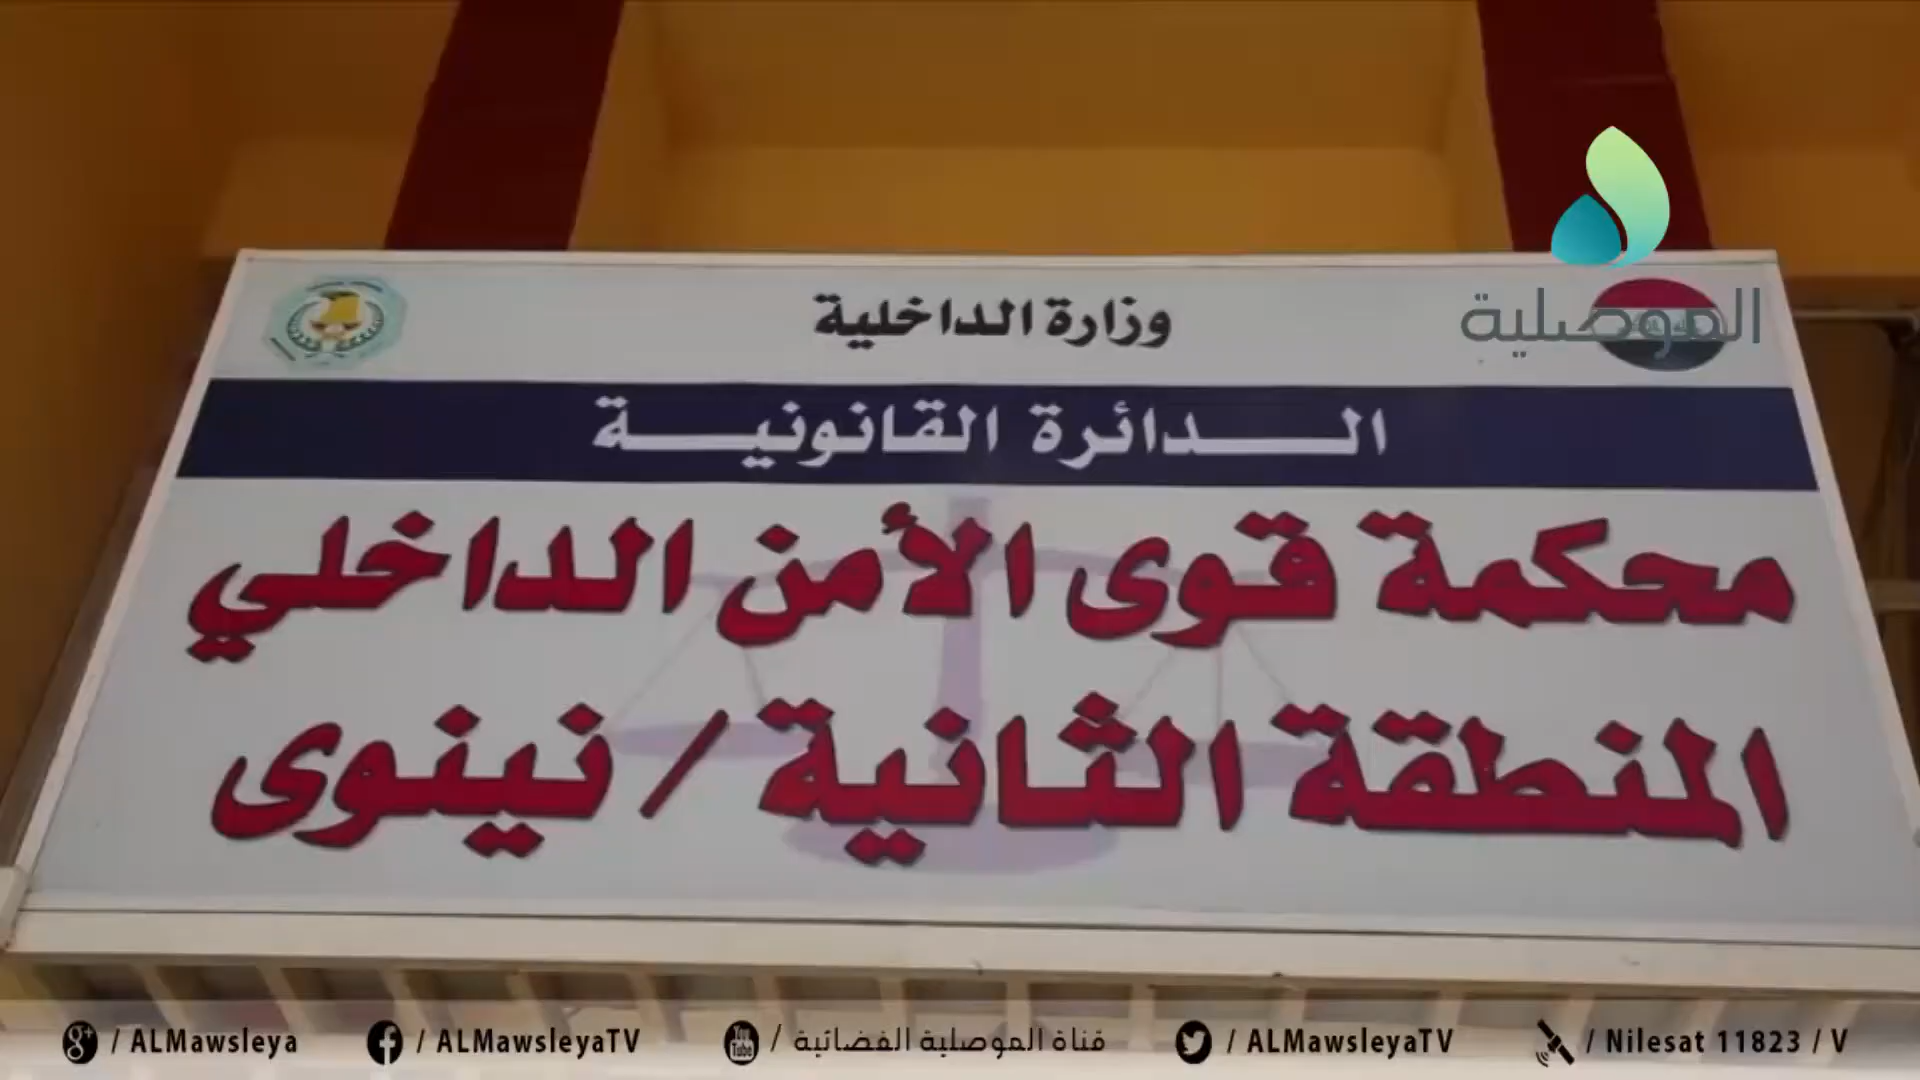 وزارة الداخلية
الموصلية
الدائرة القانونية
محكمة قوى الأمن الداخلي
المنطقة الثانية / نينوى
/ ALMawsleya
/ ALMawsleyaTV
/ قناة الموصلية الفضائية
/ ALMawsleyaTV
/ Nilesat 11823 / V